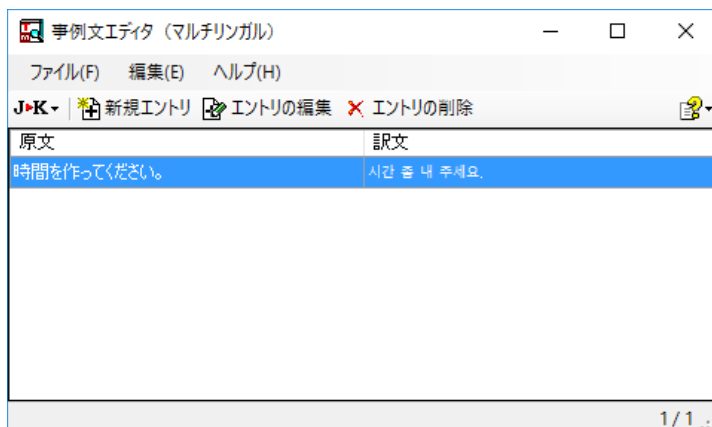 事例文エディタ（マルチリンガル）
ファイル(F) 編集(E) ヘルプ(H)
J▸K 新規エントリ エントリの編集 エントリの削除
原文 訳文
時間を作ってください。 시간 좀 내 주세요.
1/1